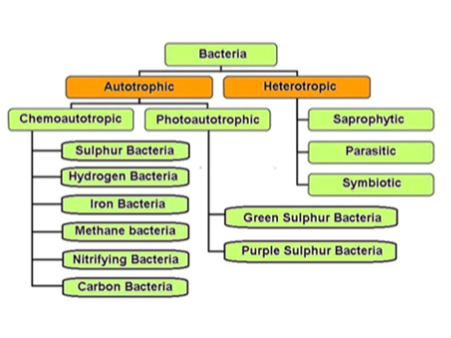 Bacteria
Autotrophic
Heterotropic
Chemoautotropic
Photoautotrophic
Saprophytic
Sulphur Bacteria
Parasitic
Hydrogen Bacteria
Symbiotic
Iron Bacteria
Green Sulphur Bacteria
Methane bacteria
Purple Sulphur Bacteria
Nitrifying Bacteria
Carbon Bacteria